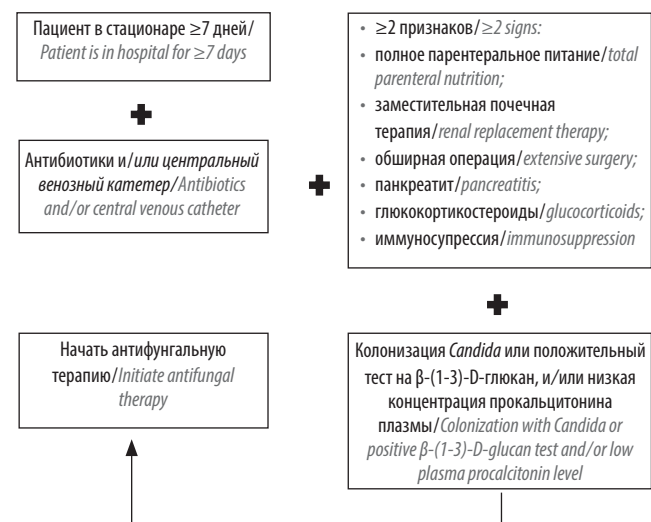 Пациент в стационаре ≥7 дней/
Patient is in hospital for ≥7 days
Антибиотики и/или центральный
венозный катетер/Antibiotics
and/or central venous catheter
• ≥2 признаков/≥2 signs:
• полное парентеральное питание/total
parenteral nutrition;
• заместительная почечная
терапия/renal replacement therapy;
• обширная операция/extensive surgery;
• панкреатит/pancreatitis;
• глюкокортикостероиды/glucocorticoids;
• иммуносупрессия/immunosuppression
Колонизация Candida или положительный
тест на β-(1-3)-D-глюкан, и/или низкая
концентрация прокальцитонина
плазмы/Colonization with Candida or
positive β-(1-3)-D-glucan test and/or low
plasma procalcitonin level
Начать антифунгальную
терапию/Initiate antifungal
therapy